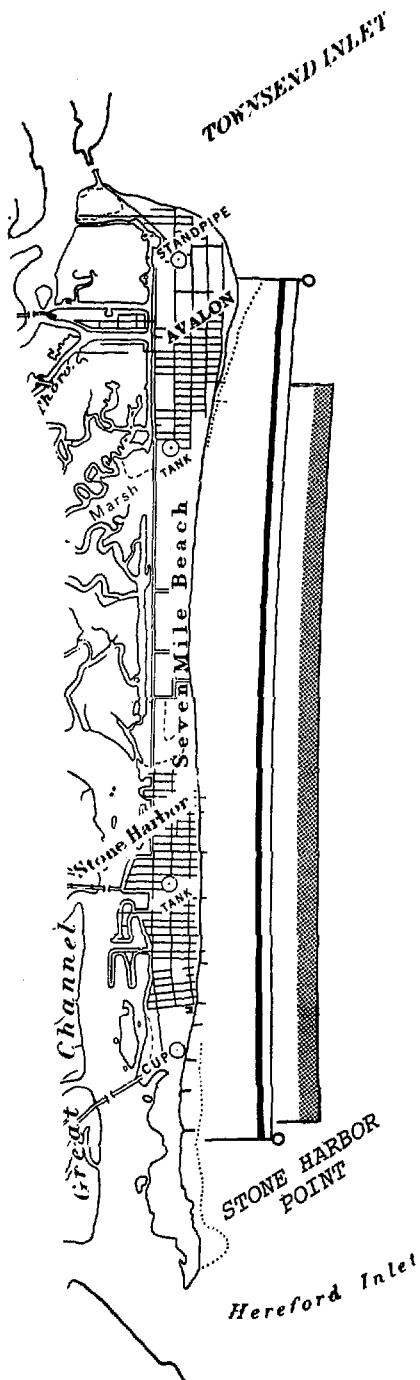 TOWNSEND INLET
STANDPIPE
AVALON
TANK
Marsh
Seven Mile Beach
Stone Harbor
TANK
Channel
CUP
Great
STONE HARBOR
POINT
Hereford Inlet